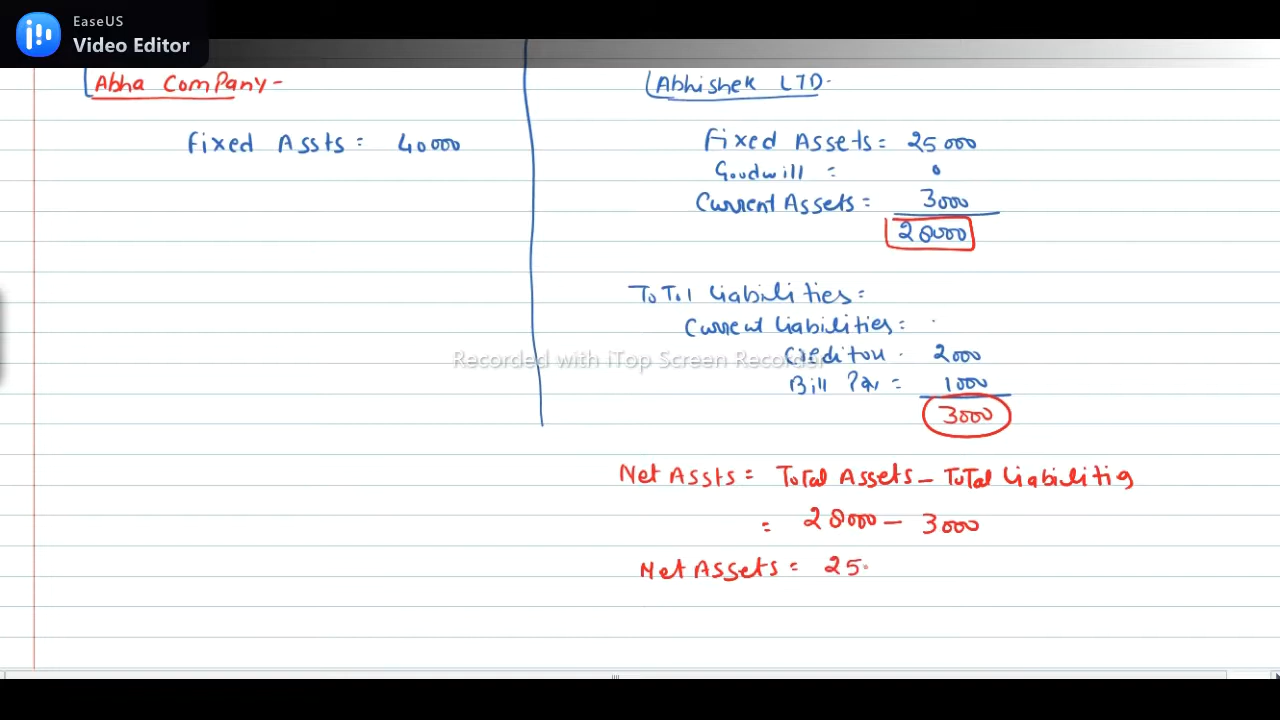 EaseUS
Video Editor
Abha Company-
Fixed Assts = 40000
Abhishek LTD.
Fixed Assets = 25000
Goodwill = 0
Current Assets = 3000
28000
ToTal liabilities =
Current liabilities =
Recorded with iTop Screen Recorder
Creditou . 2000
Bill Pay = 1000
3000
Net Assts = Total Assets - Total liabilities
= 28000 - 3000
Net Assets = 25